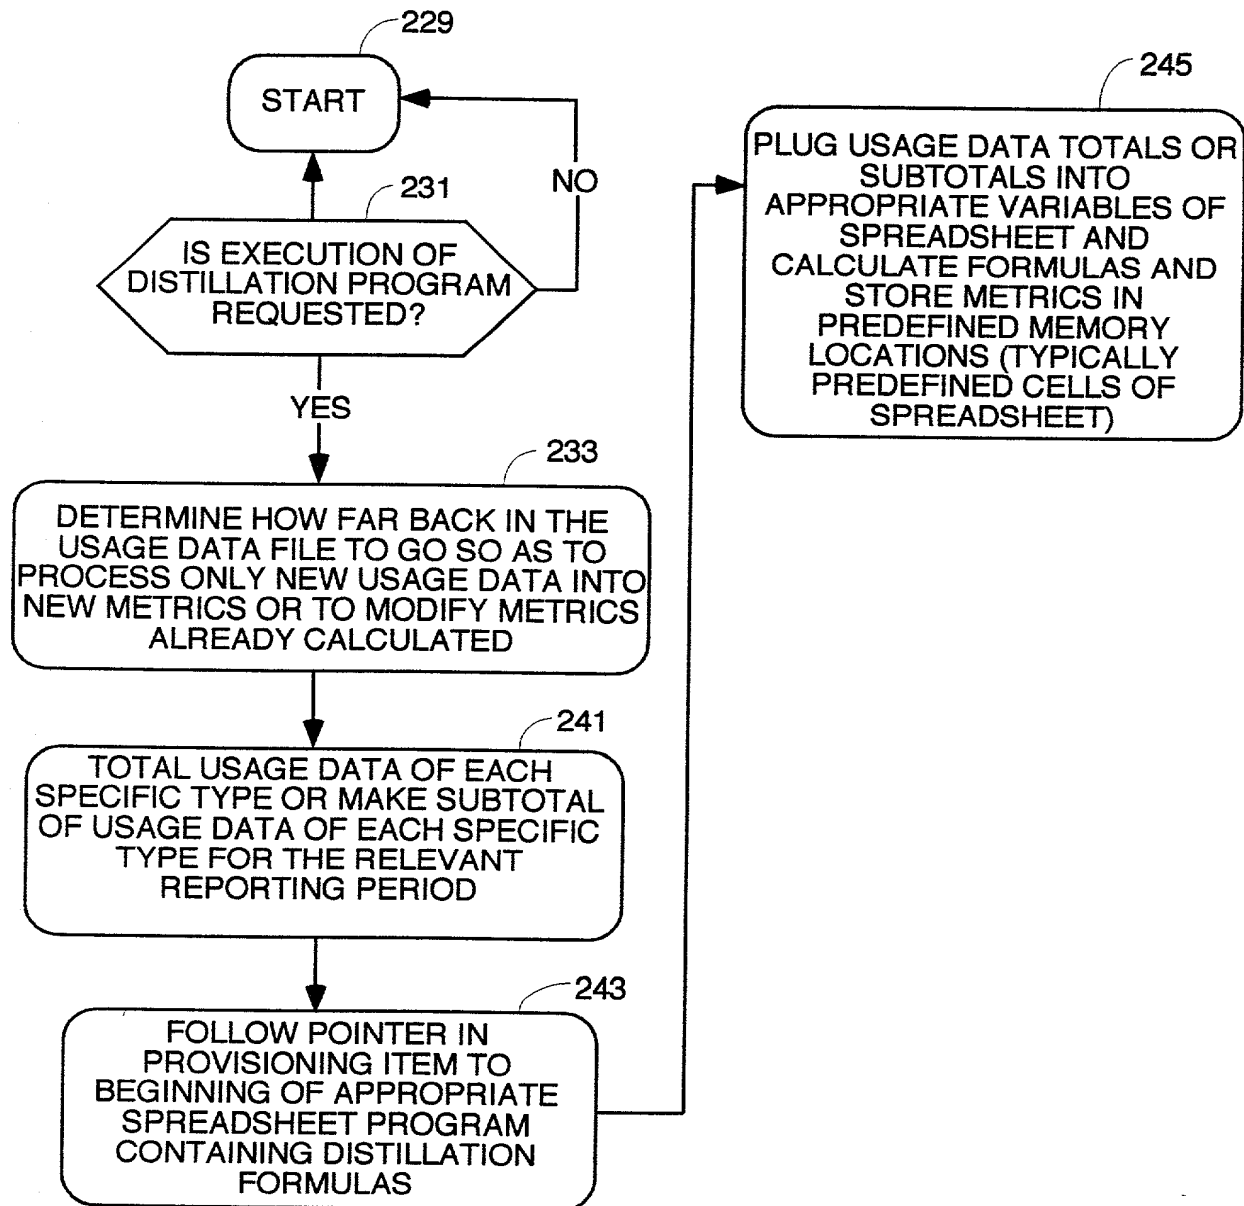 229
START
NO
231
IS EXECUTION OF
DISTILLATION PROGRAM
REQUESTED?
YES
233
DETERMINE HOW FAR BACK IN THE
USAGE DATA FILE TO GO SO AS TO
PROCESS ONLY NEW USAGE DATA INTO
NEW METRICS OR TO MODIFY METRICS
ALREADY CALCULATED
241
TOTAL USAGE DATA OF EACH
SPECIFIC TYPE OR MAKE SUBTOTAL
OF USAGE DATA OF EACH SPECIFIC
TYPE FOR THE RELEVANT
REPORTING PERIOD
243
FOLLOW POINTER IN
PROVISIONING ITEM TO
BEGINNING OF APPROPRIATE
SPREADSHEET PROGRAM
CONTAINING DISTILLATION
FORMULAS
245
PLUG USAGE DATA TOTALS OR
SUBTOTALS INTO
APPROPRIATE VARIABLES OF
SPREADSHEET AND
CALCULATE FORMULAS AND
STORE METRICS IN
PREDEFINED MEMORY
LOCATIONS (TYPICALLY
PREDEFINED CELLS OF
SPREADSHEET)